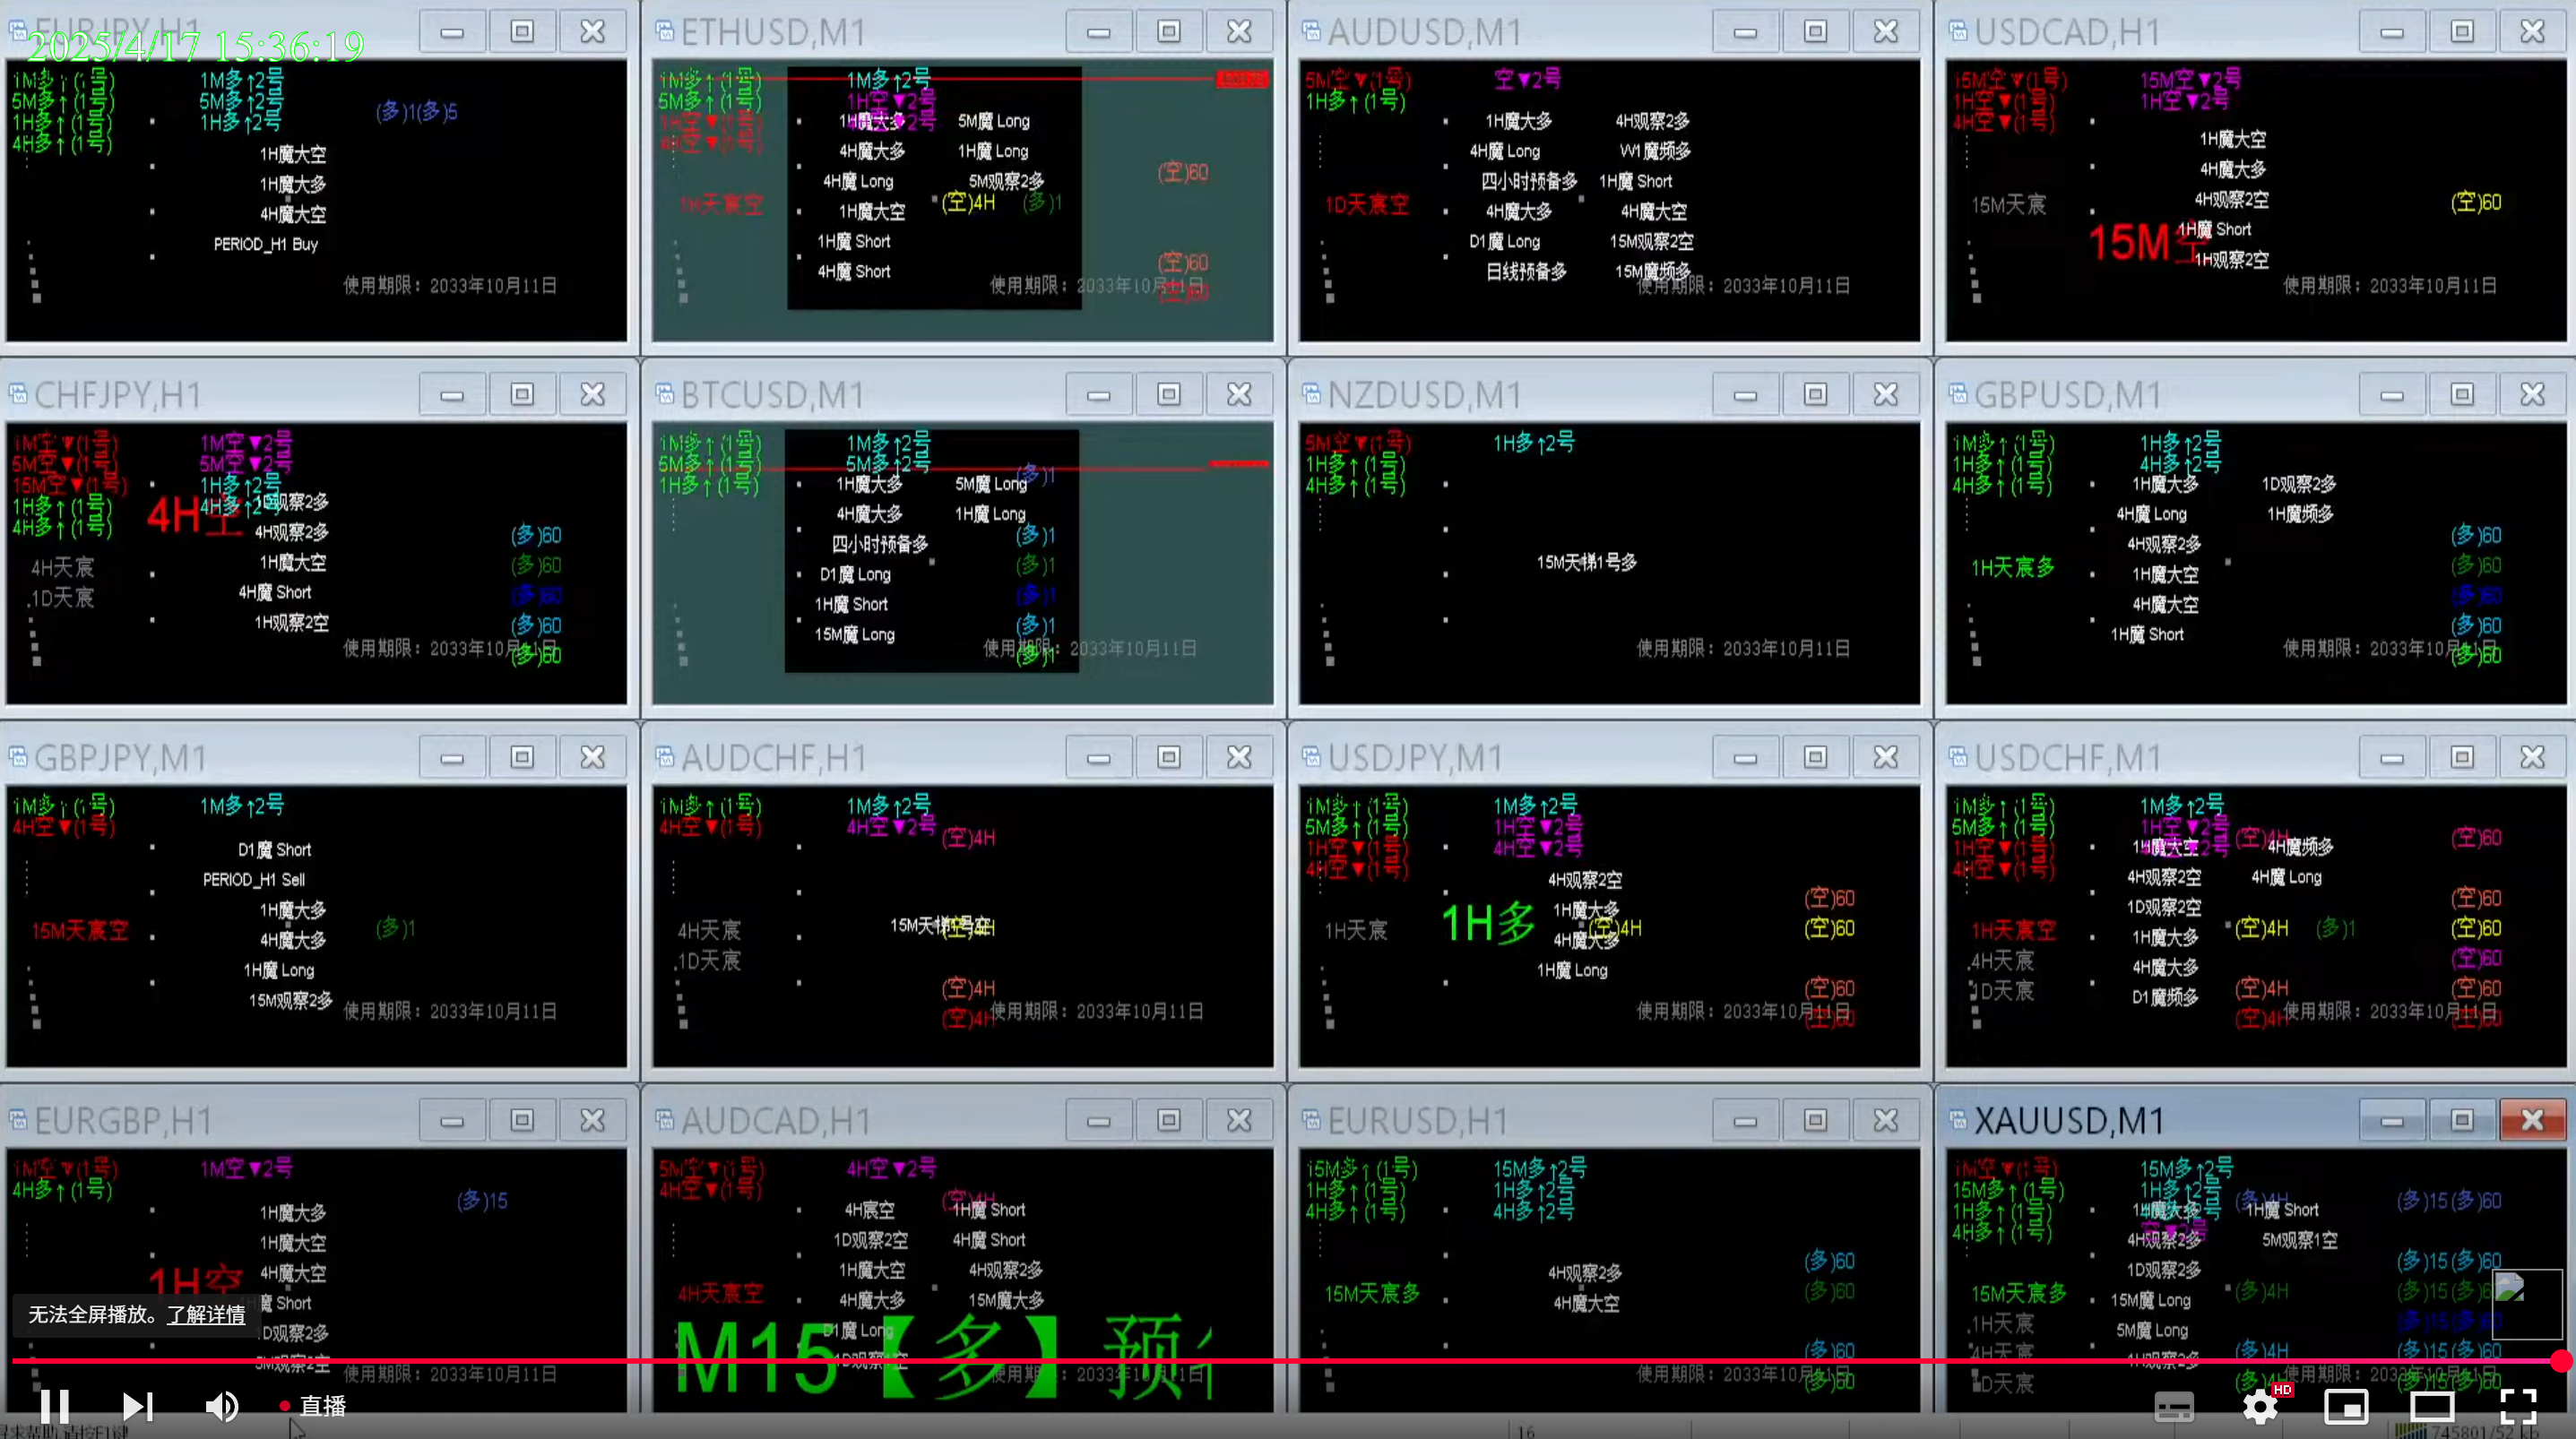 EURJPY,H1
2025/4/17 15:36:19
1M多↑(1号)
5M多↑(1号)
1H多↑(1号)
4H多↑(1号)
1M多↑2号
5M多↑2号
1H多↑2号
(多)1(多)5
1H魔大空
1H魔大多
4H魔大空
PERIOD_H1 Buy
使用期限：2033年10月11日
ETHUSD,M1
1M多↑(1号)
5M多↑(1号)
1H空▼(1号)
4H空▼(1号)
1M多↑2号
1H空▼2号
1H魔大多
4H魔大多
4H魔 Long
1H魔大空
1H魔 Short
4H魔 Short
5M魔 Long
1H魔 Long
5M观察2多
(空)4H
(多)1
1H天宸空
(空)60
(空)60
(空)60
使用期限：2033年10月11日
AUDUSD,M1
5M空▼(1号)
1H多↑(1号)
空▼2号
1H魔大多
4H魔 Long
四小时预备多
4H魔大多
D1魔 Long
日线预备多
4H观察2多
W1魔频多
1H魔 Short
4H魔大空
15M观察2空
15M魔频多
1D天宸空
使用期限：2033年10月11日
USDCAD,H1
15M空▼(1号)
1H空▼(1号)
4H空▼(1号)
15M空▼2号
1H空▼2号
1H魔大空
4H魔大多
4H观察2空
1H魔 Short
1H观察2空
15M天宸
15M空
(空)60
使用期限：2033年10月11日
CHFJPY,H1
1M空▼(1号)
5M空▼(1号)
15M空▼(1号)
1H多↑(1号)
4H多↑(1号)
1M空▼2号
5M空▼2号
1H多↑2号
4H多↑2号
4H空
1D观察2多
4H观察2多
1H魔大空
4H魔 Short
1H观察2空
4H天宸
1D天宸
(多)60
(多)60
(多)60
(多)60
(多)60
使用期限：2033年10月11日
BTCUSD,M1
1M多↑(1号)
5M多↑(1号)
1H多↑(1号)
1M多↑2号
5M多↑2号
1H魔大多
4H魔大多
四小时预备多
D1魔 Long
1H魔 Short
15M魔 Long
5M魔 Long
1H魔 Long
(多)1
(多)1
(多)1
(多)1
(多)1
(多)1
使用期限：2033年10月11日
NZDUSD,M1
5M空▼(1号)
1H多↑(1号)
4H多↑(1号)
1H多↑2号
15M天梯1号多
使用期限：2033年10月11日
GBPUSD,M1
1M多↑(1号)
1H多↑(1号)
4H多↑(1号)
1H多↑2号
4H多↑2号
1H魔大多
4H魔 Long
4H观察2多
1H魔大空
4H魔大空
1H魔 Short
1D观察2多
1H魔频多
1H天宸多
(多)60
(多)60
(多)60
(多)60
(多)60
使用期限：2033年10月11日
GBPJPY,M1
1M多↑(1号)
4H空▼(1号)
1M多↑2号
D1魔 Short
PERIOD_H1 Sell
1H魔大多
4H魔大多
1H魔 Long
15M观察2多
15M天宸空
(多)1
使用期限：2033年10月11日
AUDCHF,H1
1M多↑(1号)
4H空▼(1号)
1M多↑2号
4H空▼2号
(空)4H
15M天梯1号空
(空)4H
4H天宸
1D天宸
(空)4H
(空)4H
使用期限：2033年10月11日
USDJPY,M1
1M多↑(1号)
5M多↑(1号)
1H空▼(1号)
4H空▼(1号)
1M多↑2号
1H空▼2号
4H空▼2号
4H观察2空
1H魔大多
4H魔大多
1H魔 Long
1H多
1H天宸
(空)4H
(空)60
(空)60
(空)60
(空)60
使用期限：2033年10月11日
USDCHF,M1
1M多↑(1号)
5M多↑(1号)
1H空▼(1号)
4H空▼(1号)
1M多↑2号
1H空▼2号
4H空▼2号
1H魔大空
4H观察2空
1D观察2空
1H魔大多
4H魔大多
D1魔频多
4H魔频多
4H魔 Long
(空)4H
(空)4H
(多)1
(空)4H
(空)4H
(空)60
(空)60
(空)60
(空)60
(空)60
(空)60
1H天宸空
4H天宸
1D天宸
使用期限：2033年10月11日
EURGBP,H1
1M空▼(1号)
4H多↑(1号)
1M空▼2号
(多)15
1H魔大多
1H魔大空
4H魔大空
1H空
魔 Short
1D观察2多
5M观察2空
使用期限：2033年10月11日
AUDCAD,H1
5M空▼(1号)
4H空▼(1号)
4H空▼2号
(空)4H
4H宸空
1D观察2空
1H魔大空
4H魔大多
D1魔 Long
1H魔 Short
4H魔 Short
4H观察2多
15M魔大多
4H天宸空
M15【多】预
EURUSD,H1
15M多↑(1号)
1H多↑(1号)
4H多↑(1号)
15M多↑2号
1H多↑2号
4H多↑2号
4H观察2多
4H魔大空
15M天宸多
(多)60
(多)60
(多)60
(多)60
使用期限：2033年10月11日
XAUUSD,M1
1M空▼(1号)
15M多↑(1号)
1H多↑(1号)
4H多↑(1号)
15M多↑2号
1H多↑2号
空▼2号
1H魔大多
4H观察2多
1D观察2多
15M魔 Long
5M魔 Long
1H观察2多
1H魔 Short
5M观察1空
15M天宸多
1H天宸
4H天宸
1D天宸
(多)4H
(多)4H
(多)4H
(多)15(多)60
(多)15(多)60
(多)15(多)60
使用期限：2033年10月11日
无法全屏播放。了解详情
直播
HD
16